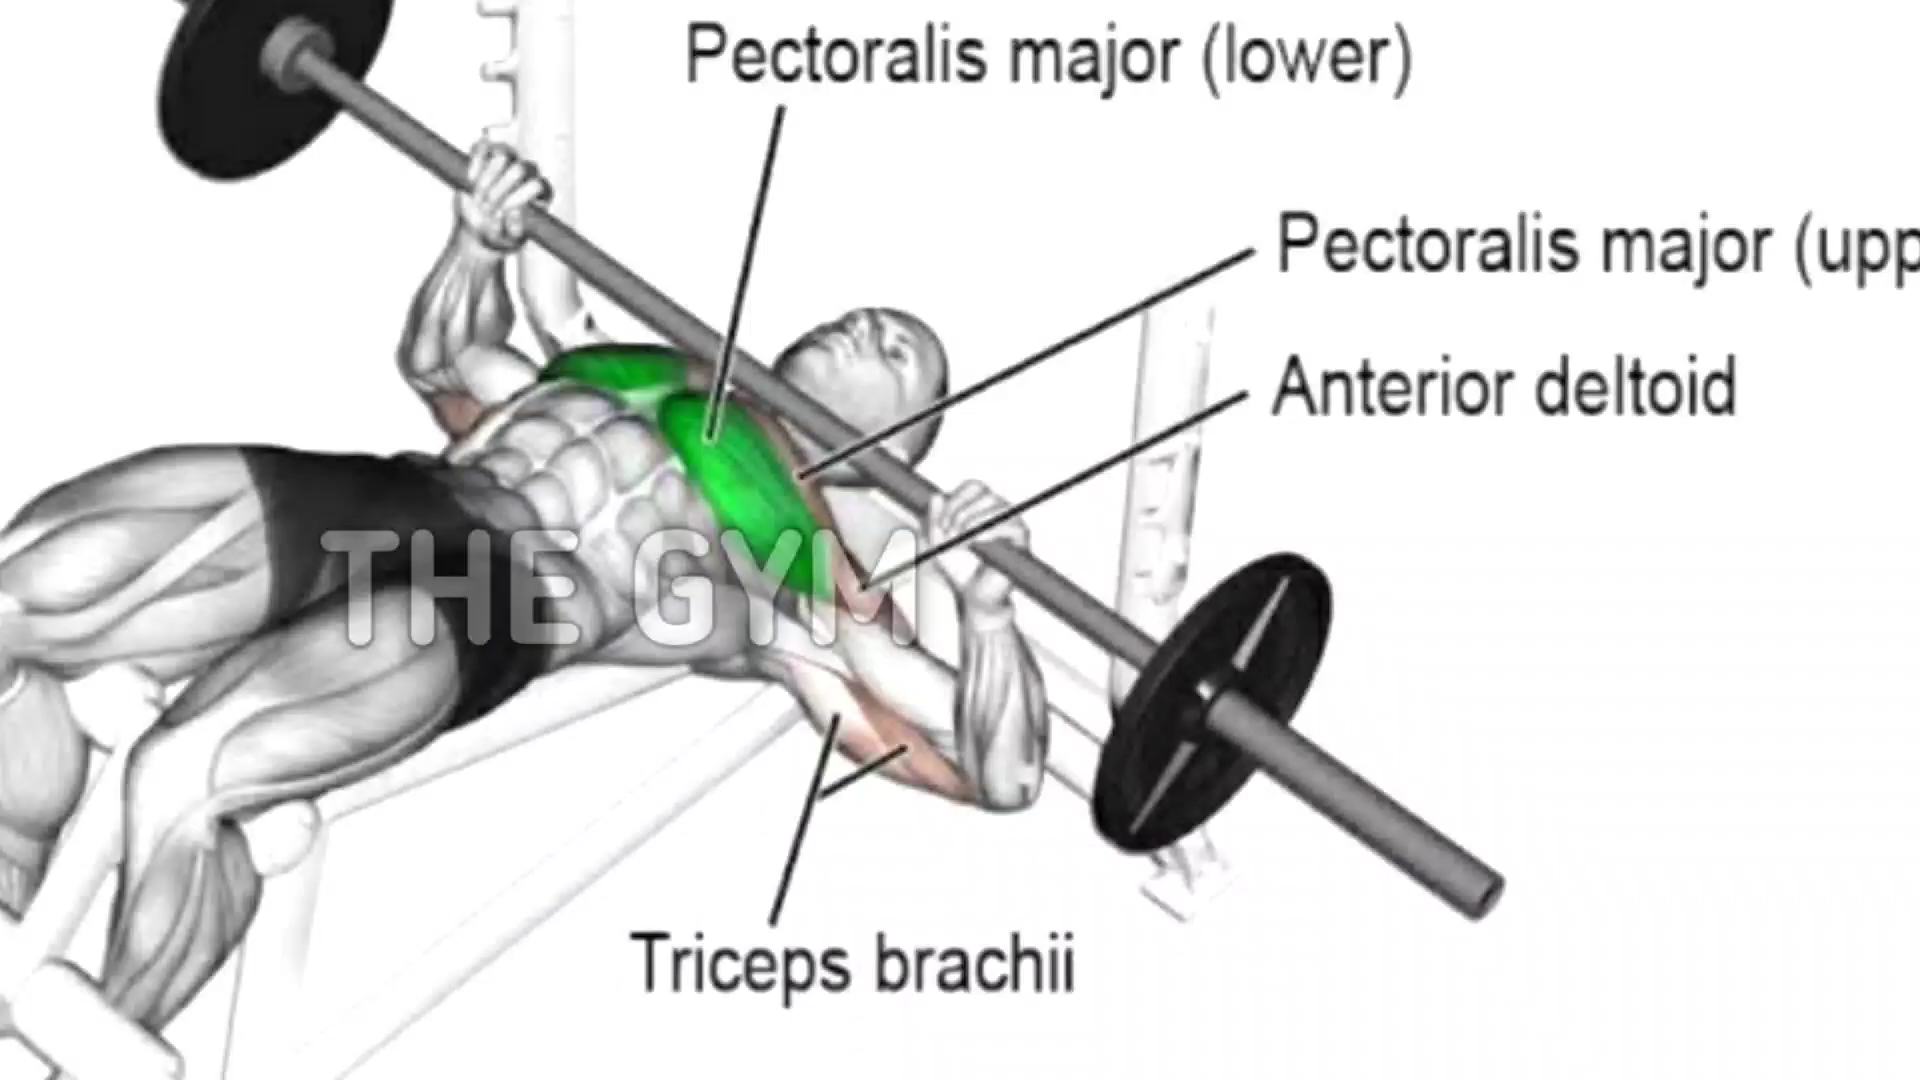 Pectoralis major (lower)
Pectoralis major (upp
Anterior deltoid
THE GYM
Triceps brachii